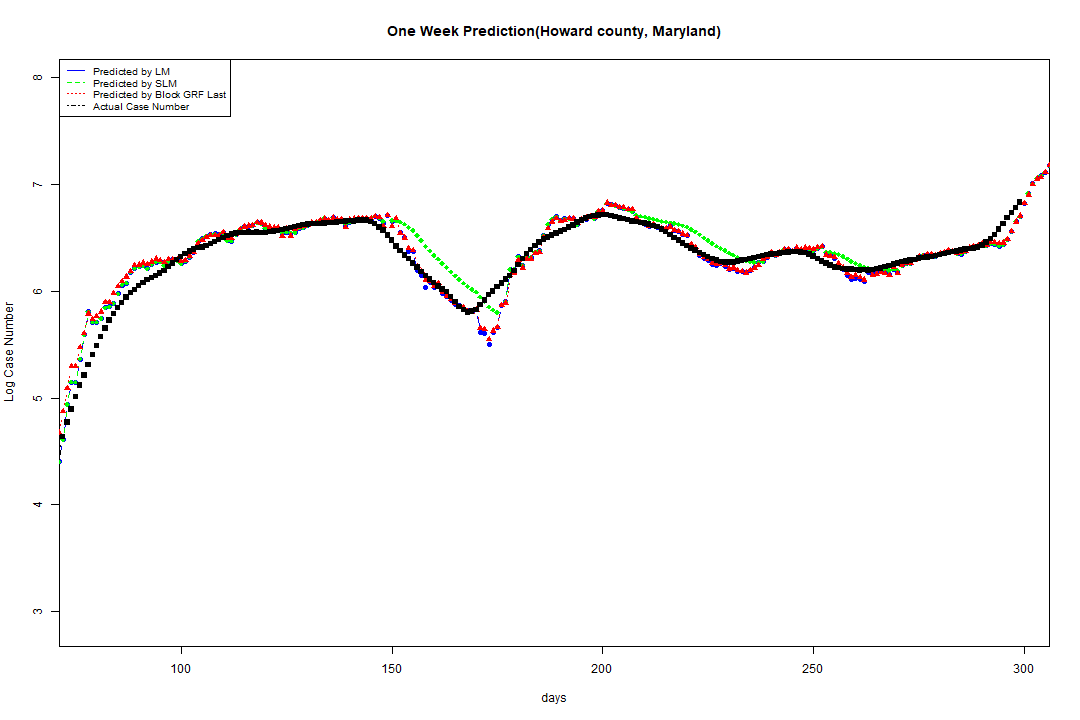 One Week Prediction(Howard county, Maryland)
Predicted by LM
Predicted by SLM
Predicted by Block GRF Last
Actual Case Number
8
7
6
5
4
3
Log Case Number
100 150 200 250 300
days